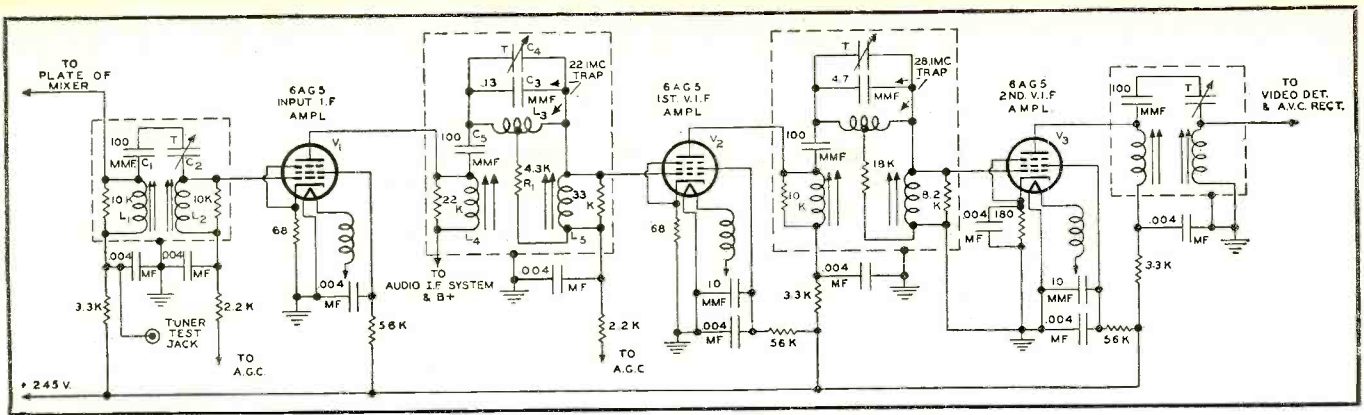 TO
PLATE OF
MIXER
100
MMF
C₁
T
C₂
10K
L₁
L₂
10K
.004
MF
.004
MF
3.3K
2.2K
TUNER
TEST
JACK
TO
A.G.C.
+ 245 V.
6AG5
INPUT I.F
AMPL
V₁
68
.004
MF
56K
T
C₄
.13
C₃
MMF
L₃
22.1MC
TRAP
100
C₅
MMF
4.3K
R₁
22
K
L₄
33
K
L₅
TO
AUDIO I.F SYSTEM
& B+
.004
MF
2.2K
TO
A.G.C
6AG5
1ST. V.I.F
AMPL
V₂
68
10
MMF
.004
MF
56K
T
4.7
MMF
28.1MC
TRAP
100
MMF
18K
10
K
8.2
K
.004
MF
3.3K
6AG5
2ND. V.I.F
AMPL.
V₃
.004
MF
180
10
MMF
.004
MF
56K
100
MMF
T
TO
VIDEO DET.
& A.V.C. RECT.
.004
MF
3.3K